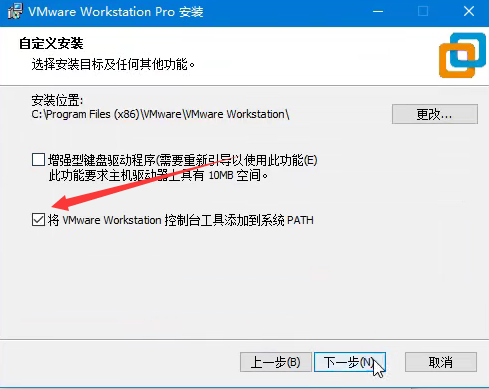 VMware Workstation Pro 安装
自定义安装
选择安装目标及任何其他功能。
安装位置:
C:\Program Files (x86)\VMware\VMware Workstation\
更改...
增强型键盘驱动程序(需要重新引导以使用此功能(E)
此功能要求主机驱动器上具有 10MB 空间。
将 VMware Workstation 控制台工具添加到系统 PATH
上一步(B)
下一步(N)
取消